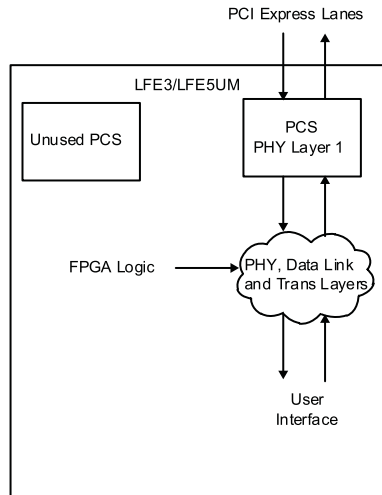 PCI Express Lanes
LFE3/LFE5UM
Unused PCS
PCS
PHY Layer 1
FPGA Logic
PHY, Data Link
and Trans Layers
User
Interface